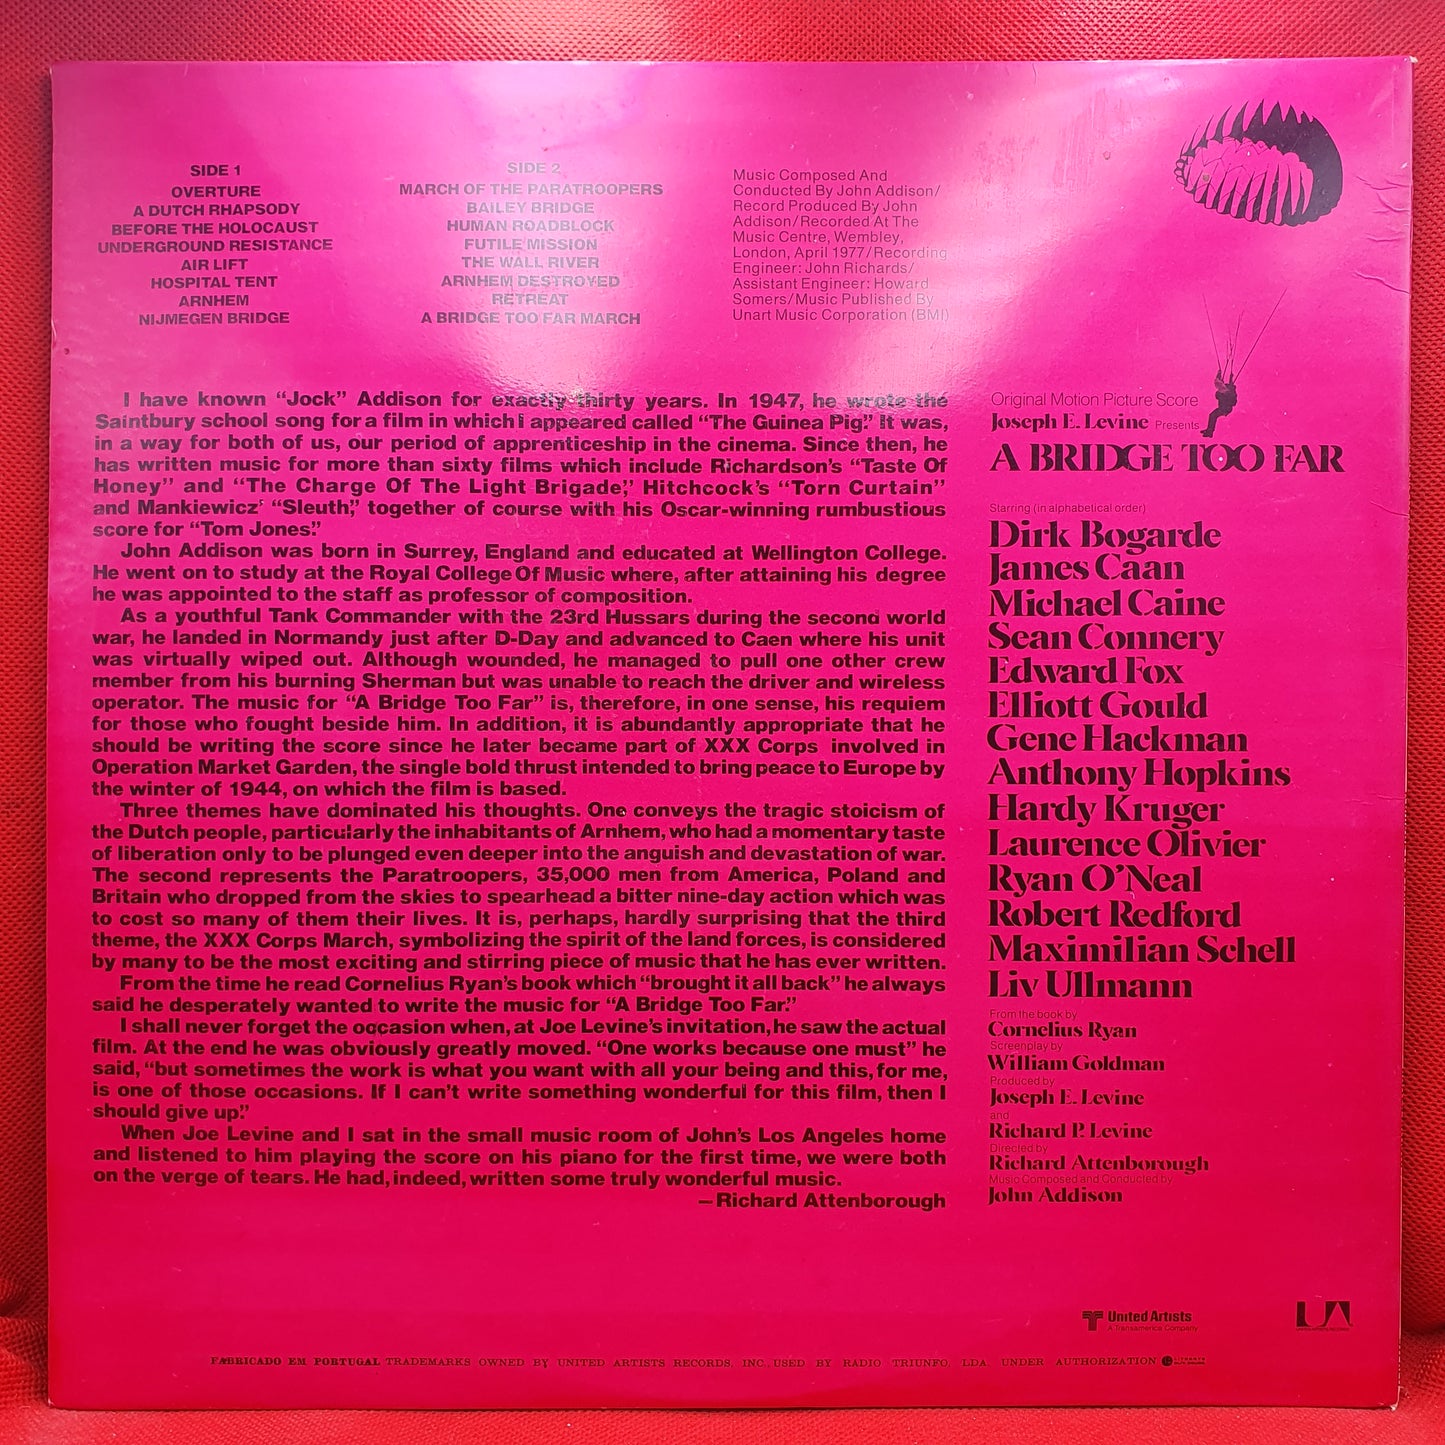 SIDE 1
OVERTURE
A DUTCH RHAPSODY
BEFORE THE HOLOCAUST
UNDERGROUND RESISTANCE
AIR LIFT
HOSPITAL TENT
ARNHEM
NIJMEGEN BRIDGE
SIDE 2
MARCH OF THE PARATROOPERS
BAILEY BRIDGE
HUMAN ROADBLOCK
FUTILE MISSION
THE WALL RIVER
ARNHEM DESTROYED
RETREAT
A BRIDGE TOO FAR MARCH
Music Composed And
Conducted By John Addison/
Record Produced By John
Addison/Recorded At The
Music Centre, Wembley,
London, April 1977/Recording
Engineer: John Richards/
Assistant Engineer: Howard
Somers/Music Published By
Unart Music Corporation (BMI)
I have known "Jock" Addison for exactly thirty years. In 1947, he wrote the
Saintbury school song for a film in which I appeared called "The Guinea Pig." It was,
in a way for both of us, our period of apprenticeship in the cinema. Since then, he
has written music for more than sixty films which include Richardson's "Taste Of
Honey" and "The Charge Of The Light Brigade," Hitchcock's "Torn Curtain"
and Mankiewicz' "Sleuth," together of course with his Oscar-winning rumbustious
score for "Tom Jones."
John Addison was born in Surrey, England and educated at Wellington College.
He went on to study at the Royal College Of Music where, after attaining his degree
he was appointed to the staff as professor of composition.
As a youthful Tank Commander with the 23rd Hussars during the second world
war, he landed in Normandy just after D-Day and advanced to Caen where his unit
was virtually wiped out. Although wounded, he managed to pull one other crew
member from his burning Sherman but was unable to reach the driver and wireless
operator. The music for "A Bridge Too Far" is, therefore, in one sense, his requiem
for those who fought beside him. In addition, it is abundantly appropriate that he
should be writing the score since he later became part of XXX Corps involved in
Operation Market Garden, the single bold thrust intended to bring peace to Europe by
the winter of 1944, on which the film is based.
Three themes have dominated his thoughts. One conveys the tragic stoicism of
the Dutch people, particularly the inhabitants of Arnhem, who had a momentary taste
of liberation only to be plunged even deeper into the anguish and devastation of war.
The second represents the Paratroopers, 35,000 men from America, Poland and
Britain who dropped from the skies to spearhead a bitter nine-day action which was
to cost so many of them their lives. It is, perhaps, hardly surprising that the third
theme, the XXX Corps March, symbolizing the spirit of the land forces, is considered
by many to be the most exciting and stirring piece of music that he has ever written.
From the time he read Cornelius Ryan's book which "brought it all back" he always
said he desperately wanted to write the music for "A Bridge Too Far."
I shall never forget the occasion when, at Joe Levine's invitation, he saw the actual
film. At the end he was obviously greatly moved. "One works because one must" he
said, "but sometimes the work is what you want with all your being and this, for me,
is one of those occasions. If I can't write something wonderful for this film, then I
should give up."
When Joe Levine and I sat in the small music room of John's Los Angeles home
and listened to him playing the score on his piano for the first time, we were both
on the verge of tears. He had, indeed, written some truly wonderful music.
—Richard Attenborough
Original Motion Picture Score
Joseph E. Levine Presents
A BRIDGE TOO FAR
Starring (in alphabetical order)
Dirk Bogarde
James Caan
Michael Caine
Sean Connery
Edward Fox
Elliott Gould
Gene Hackman
Anthony Hopkins
Hardy Kruger
Laurence Olivier
Ryan O'Neal
Robert Redford
Maximilian Schell
Liv Ullmann
From the book by
Cornelius Ryan
Screenplay by
William Goldman
Produced by
Joseph E. Levine
and
Richard P. Levine
Directed by
Richard Attenborough
Music Composed and Conducted by
John Addison
United Artists
A Transamerica Company
UA
UNITED ARTISTS RECORDS
FABRICADO EM PORTUGAL TRADEMARKS OWNED BY UNITED ARTISTS RECORDS, INC., USED BY RADIO TRIUNFO, LDA. UNDER AUTHORIZATION